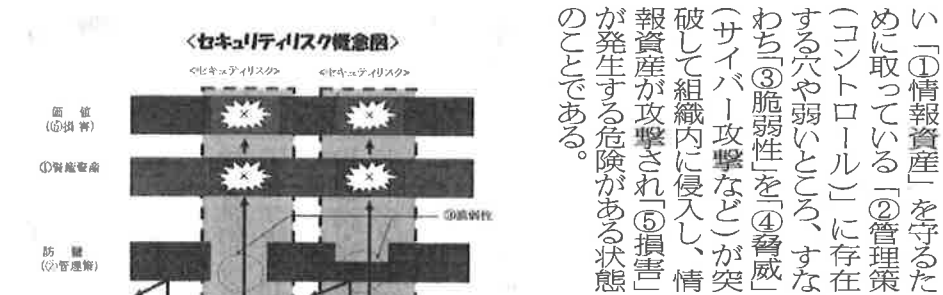 い「①情報資産」を守るた
めに取っている「②管理策
(コントロール)」に存在
する穴や弱いところ、すな
わち「③脆弱性」を「④脅威」
(サイバー攻撃など)が突
破して組織内に侵入し、情
報資産が攻撃され「⑤損害」
が発生する危険がある状態
のことである。
<セキュリティリスク概念図>
<セキュティリスク> <セキュティリスク>
価 値
(⑤損 害)
③脆弱性
防
(②管理策)